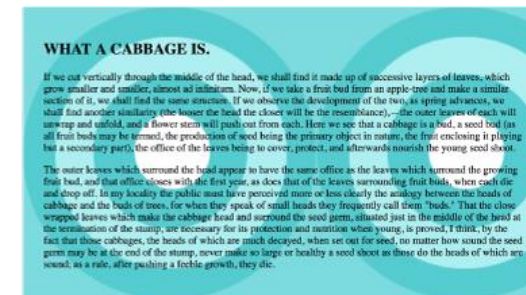 WHAT A CABBAGE IS.
If we cut vertically through the middle of the head, we shall find it made up of successive layers of leaves, which
grow smaller and smaller, almost ad infinitum. Now, if we take a fruit bud from an apple-tree and make a similar
section of it, we shall find the same structure. If we observe the development of the two, as spring advances, we
shall find another similarity (the looser the head the closer will be the resemblance),—the outer leaves of each will
unwrap and unfold, and a flower stem will push out from each. Here we see that a cabbage is a bud, a seed bud (as
all fruit buds may be termed, the production of seed being the primary object in nature, the fruit enclosing it playing
but a secondary part), the office of the leaves being to cover, protect, and afterwards nourish the young seed shoot.
The outer leaves which surround the head appear to have the same office as the leaves which surround the growing
fruit bud, and that office closes with the first year, as does that of the leaves surrounding fruit buds, when each die
and drop off. In my locality the public must have perceived more or less clearly the analogy between the heads of
cabbage and the buds of trees, for when they speak of small heads they frequently call them "buds." That the close
wrapped leaves which make the cabbage head and surround the seed germ, situated just in the middle of the head at
the termination of the stump, are necessary for its protection and nutrition when young, is proved, I think, by the
fact that those cabbages, the heads of which are much decayed, when set out for seed, no matter how sound the seed
germ may be at the end of the stump, never make so large or healthy a seed shoot as those do the heads of which are
sound; as a rule, after pushing a feeble growth, they die.